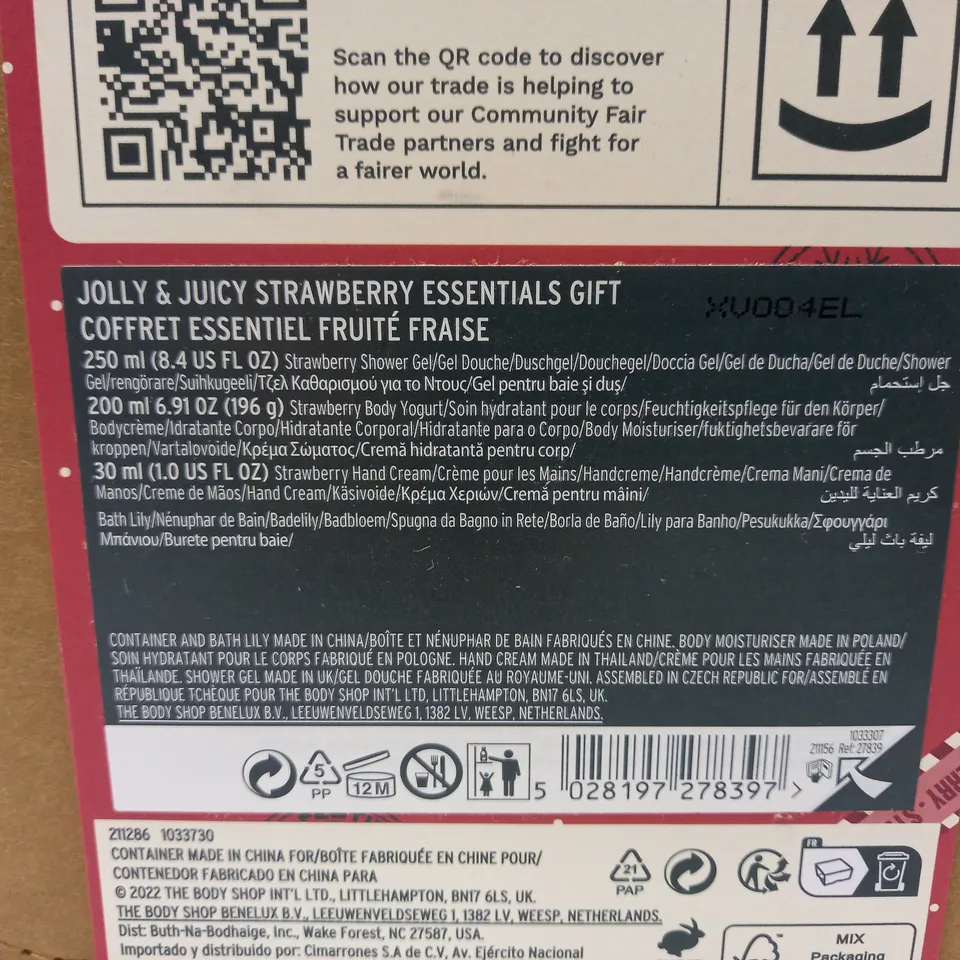 Scan the QR code to discover
how our trade is helping to
support our Community Fair
Trade partners and fight for
a fairer world.
JOLLY & JUICY STRAWBERRY ESSENTIALS GIFT
XV004EL
COFFRET ESSENTIEL FRUITÉ FRAISE
250 ml (8.4 US FL OZ) Strawberry Shower Gel/Gel Douche/Duschgel/Douchegel/Doccia Gel/Gel de Ducha/Gel de Duche/Shower
Gel/rengörare/Suihkugeeli/Τζελ Καθαρισμού για το Ντους/Gel pentru baie și duș/ جل إستحمام
200 ml 6.91 OZ (196 g) Strawberry Body Yogurt/Soin hydratant pour le corps/Feuchtigkeitspflege für den Körper/
Bodycrème/Idratante Corpo/Hidratante Corporal/Hidratante para o Corpo/Body Moisturiser/fuktighetsbevarare för
kroppen/Vartalovoide/Κρέμα Σώματος/Cremă hidratantă pentru corp/ مرطب الجسم
30 ml (1.0 US FL OZ) Strawberry Hand Cream/Crème pour les Mains/Handcreme/Handcrème/Crema Mani/Crema de
Manos/Creme de Mãos/Hand Cream/Käsivoide/Κρέμα Χεριών/Cremă pentru mâini/ كريم العناية لليدين
Bath Lily/Nénuphar de Bain/Badelily/Badbloem/Spugna da Bagno in Rete/Borla de Baño/Lily para Banho/Pesukukka/Σφουγγάρι
Μπάνιου/Burete pentru baie/ ليفة باث ليلي
CONTAINER AND BATH LILY MADE IN CHINA/BOÎTE ET NÉNUPHAR DE BAIN FABRIQUÉS EN CHINE. BODY MOISTURISER MADE IN POLAND/
SOIN HYDRATANT POUR LE CORPS FABRIQUÉ EN POLOGNE. HAND CREAM MADE IN THAILAND/CRÈME POUR LES MAINS FABRIQUÉE EN
THAÏLANDE. SHOWER GEL MADE IN UK/GEL DOUCHE FABRIQUÉE AU ROYAUME-UNI. ASSEMBLED IN CZECH REPUBLIC FOR/ASSEMBLÉ EN
RÉPUBLIQUE TCHÈQUE POUR THE BODY SHOP INT'L LTD, LITTLEHAMPTON, BN17 6LS, UK.
THE BODY SHOP BENELUX B.V., LEEUWENVELDSEWEG 1, 1382 LV, WEESP, NETHERLANDS.
1033307
211156 Ref: 27839
5
PP
12 M
5 028197 278397 >
211286 1033730
CONTAINER MADE IN CHINA FOR/BOÎTE FABRIQUÉE EN CHINE POUR/
CONTENEDOR FABRICADO EN CHINA PARA
© 2022 THE BODY SHOP INT'L LTD., LITTLEHAMPTON, BN17 6LS, UK,
THE BODY SHOP BENELUX B.V., LEEUWENVELDSEWEG 1, 1382 LV, WEESP, NETHERLANDS.
Dist: Buth-Na-Bodhaige, Inc., Wake Forest, NC 27587, USA.
Importado y distribuido por: Cimarrones S.A de C.V, Av. Ejército Nacional
21
PAP
FR
MIX
Packaging